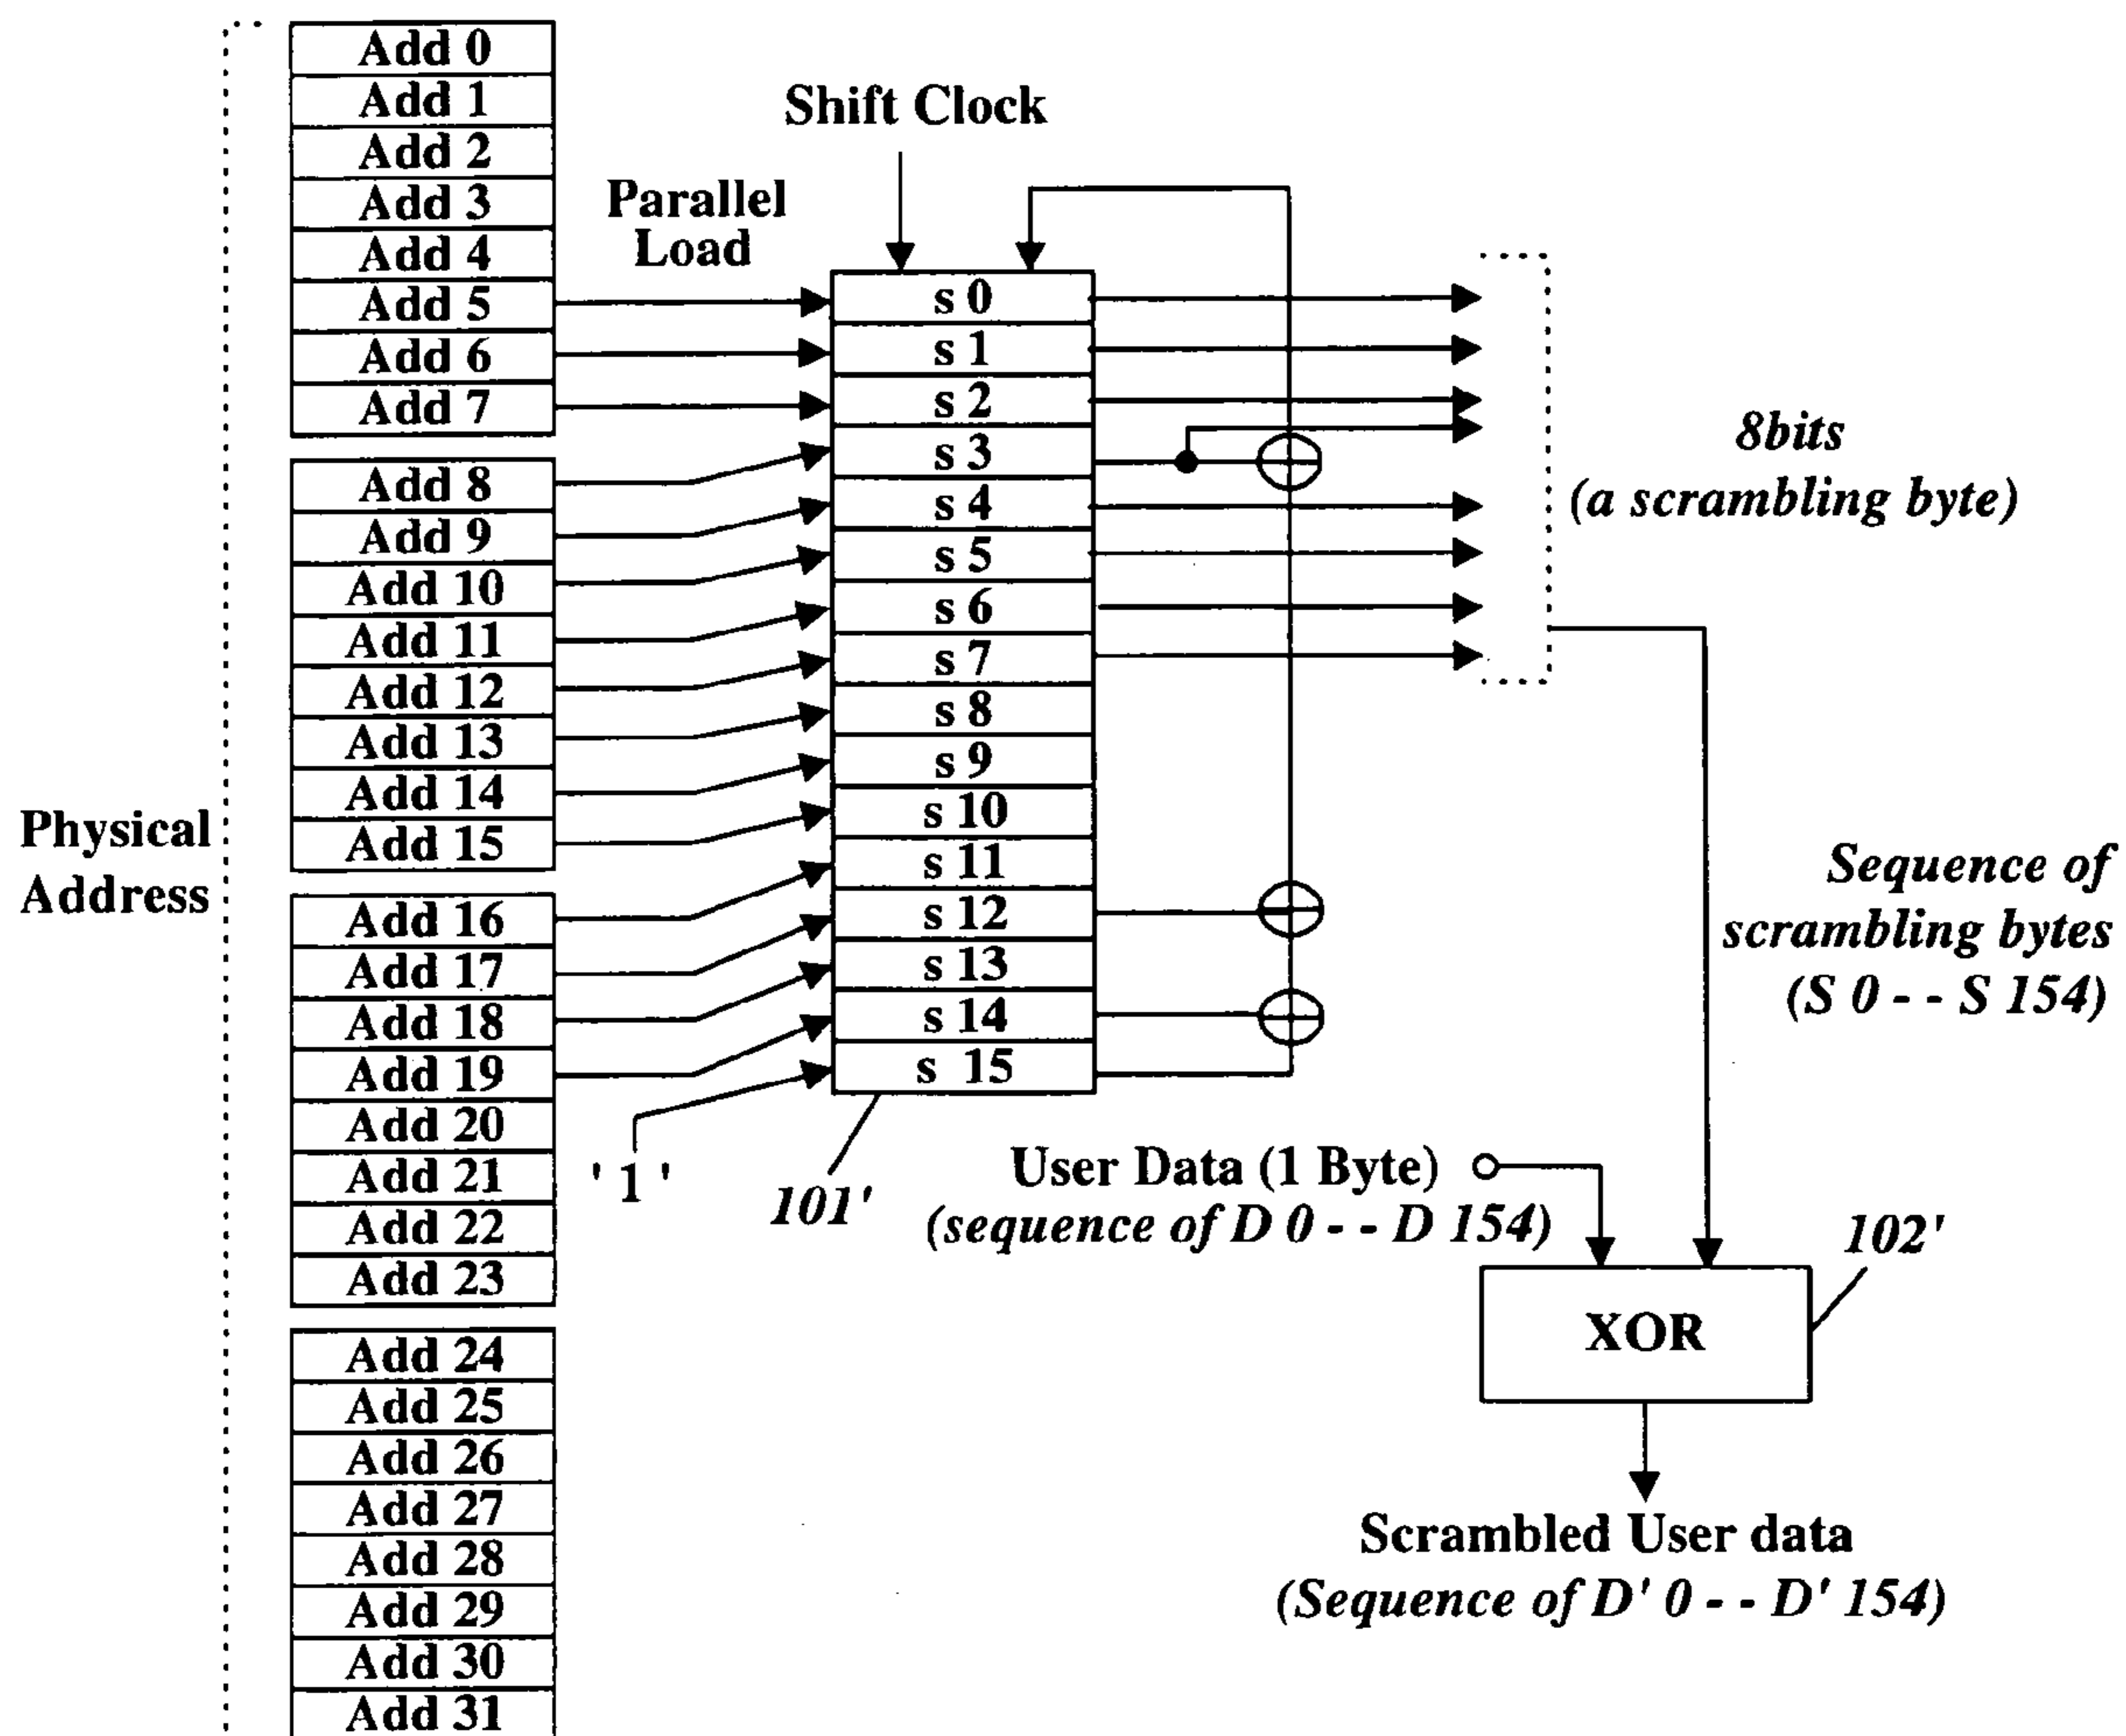 Add 0
Add 1
Add 2
Add 3
Add 4
Add 5
Add 6
Add 7
Add 8
Add 9
Add 10
Add 11
Add 12
Add 13
Add 14
Add 15
Add 16
Add 17
Add 18
Add 19
Add 20
Add 21
Add 22
Add 23
Add 24
Add 25
Add 26
Add 27
Add 28
Add 29
Add 30
Add 31
Physical
Address
Shift Clock
Parallel
Load
s 0
s 1
s 2
s 3
s 4
s 5
s 6
s 7
s 8
s 9
s 10
s 11
s 12
s 13
s 14
s 15
' 1 '
101'
8bits
(a scrambling byte)
Sequence of
scrambling bytes
(S 0 - - S 154)
User Data (1 Byte)
(sequence of D 0 - - D 154)
102'
XOR
Scrambled User data
(Sequence of D' 0 - - D' 154)